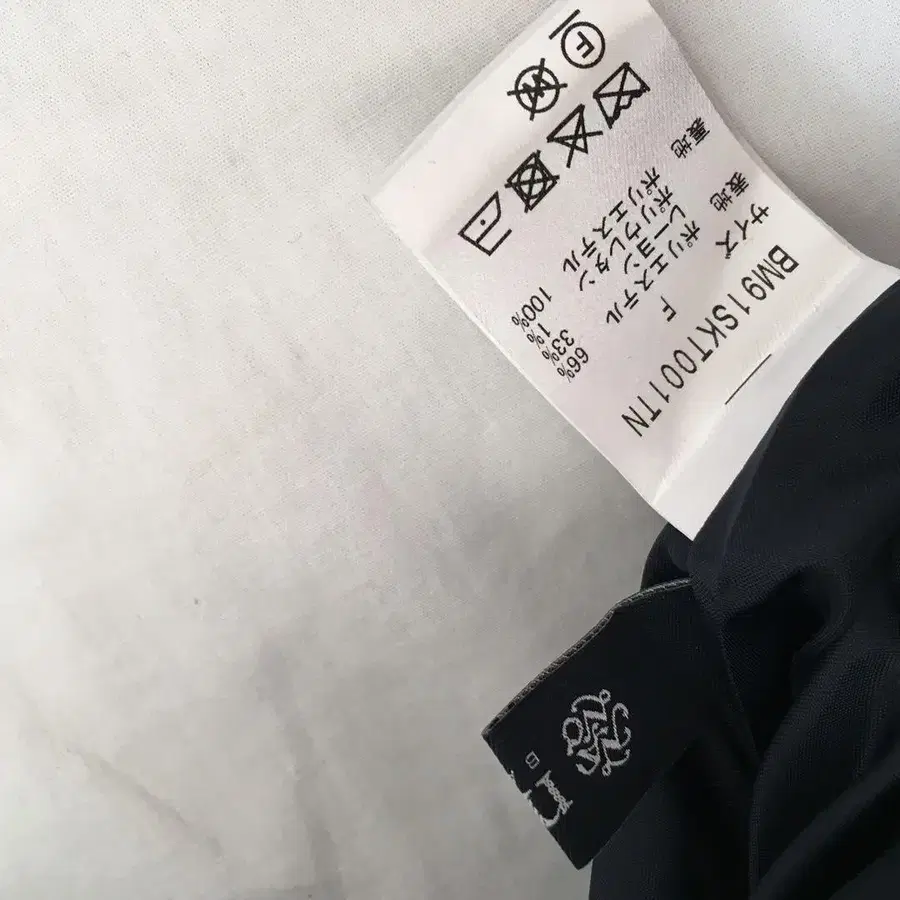 BM91SKT001TN
サイズ F
表地 ポリエステル 66%
レーヨン 33%
ポリウレタン 1%
裏地 ポリエステル 100%
W F
B